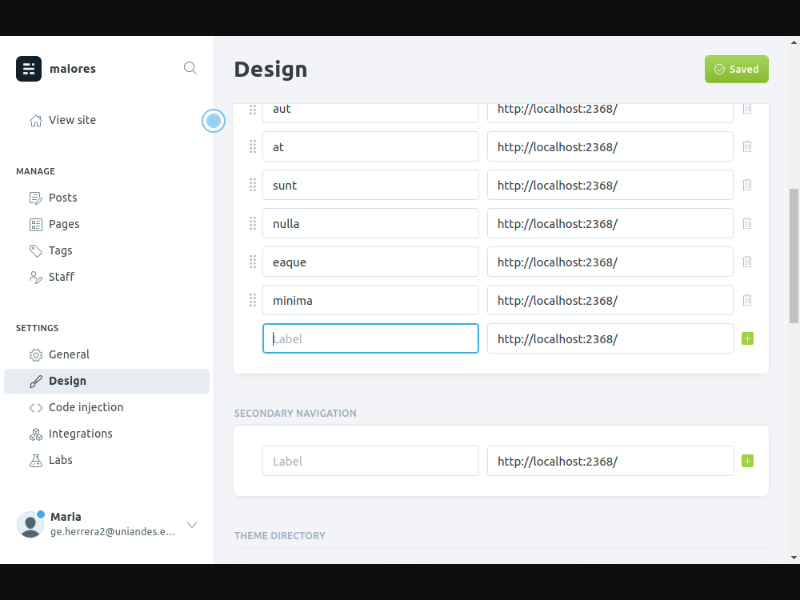 maiores
Design
Saved
View site
aut
http://localhost:2368/
at
http://localhost:2368/
MANAGE
sunt
http://localhost:2368/
Posts
Pages
nulla
http://localhost:2368/
Tags
eaque
http://localhost:2368/
Staff
minima
http://localhost:2368/
SETTINGS
Label
http://localhost:2368/
General
Design
Code injection
SECONDARY NAVIGATION
Integrations
Labs
Label
http://localhost:2368/
Maria
ge.herrera2@uniandes.e...
THEME DIRECTORY